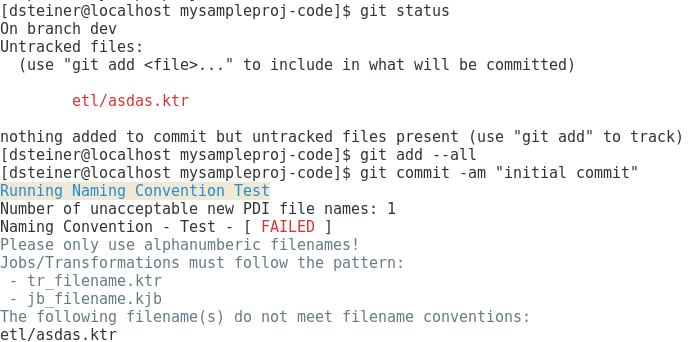 [dsteiner@localhost mysampleproj-code]$ git status
On branch dev
Untracked files:
  (use "git add <file>..." to include in what will be committed)

        etl/asdas.ktr

nothing added to commit but untracked files present (use "git add" to track)
[dsteiner@localhost mysampleproj-code]$ git add --all
[dsteiner@localhost mysampleproj-code]$ git commit -am "initial commit"
Running Naming Convention Test
Number of unacceptable new PDI file names: 1
Naming Convention - Test - [ FAILED ]
Please only use alphanumberic filenames!
Jobs/Transformations must follow the pattern:
 - tr_filename.ktr
 - jb_filename.kjb
The following filename(s) do not meet filename conventions:
etl/asdas.ktr